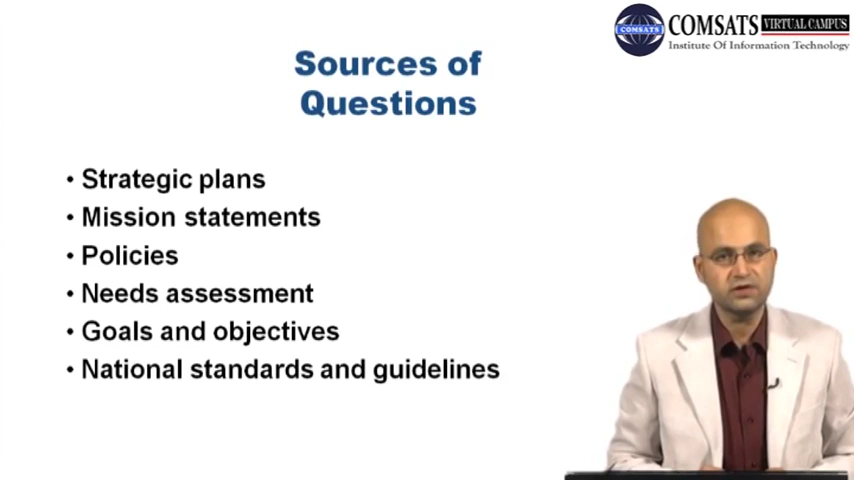 COMSATS VIRTUAL CAMPUS
COMSATS
Institute Of Information Technology
Sources of
Questions
• Strategic plans
• Mission statements
• Policies
• Needs assessment
• Goals and objectives
• National standards and guidelines